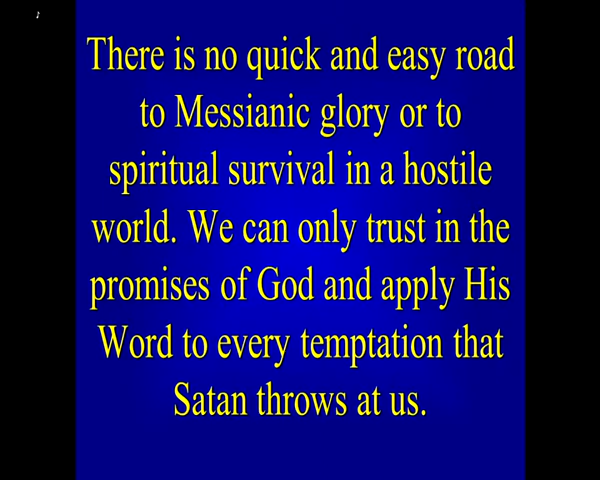 There is no quick and easy road
to Messianic glory or to
spiritual survival in a hostile
world. We can only trust in the
promises of God and apply His
Word to every temptation that
Satan throws at us.